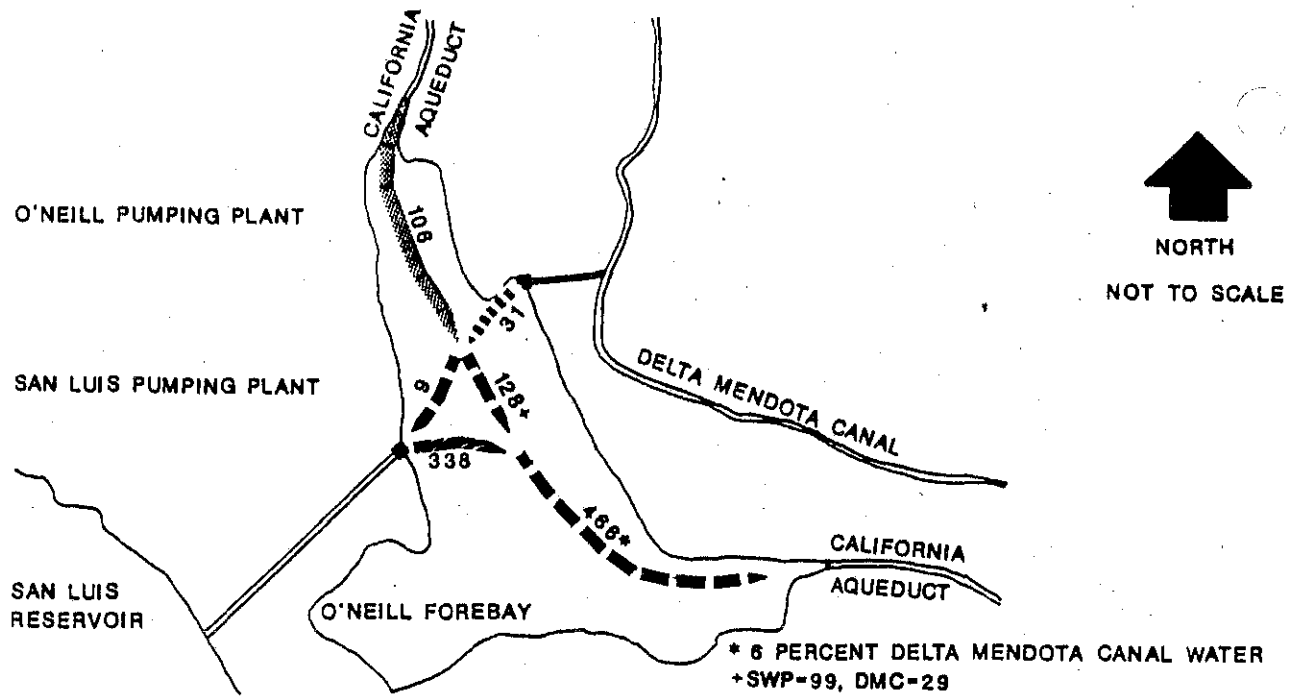 CALIFORNIA
AQUEDUCT
O'NEILL PUMPING PLANT
106
NORTH
NOT TO SCALE
31
SAN LUIS PUMPING PLANT
9
128+
DELTA MENDOTA CANAL
338
466*
CALIFORNIA
AQUEDUCT
SAN LUIS
RESERVOIR
O'NEILL FOREBAY
* 6 PERCENT DELTA MENDOTA CANAL WATER
+SWP=99, DMC=29